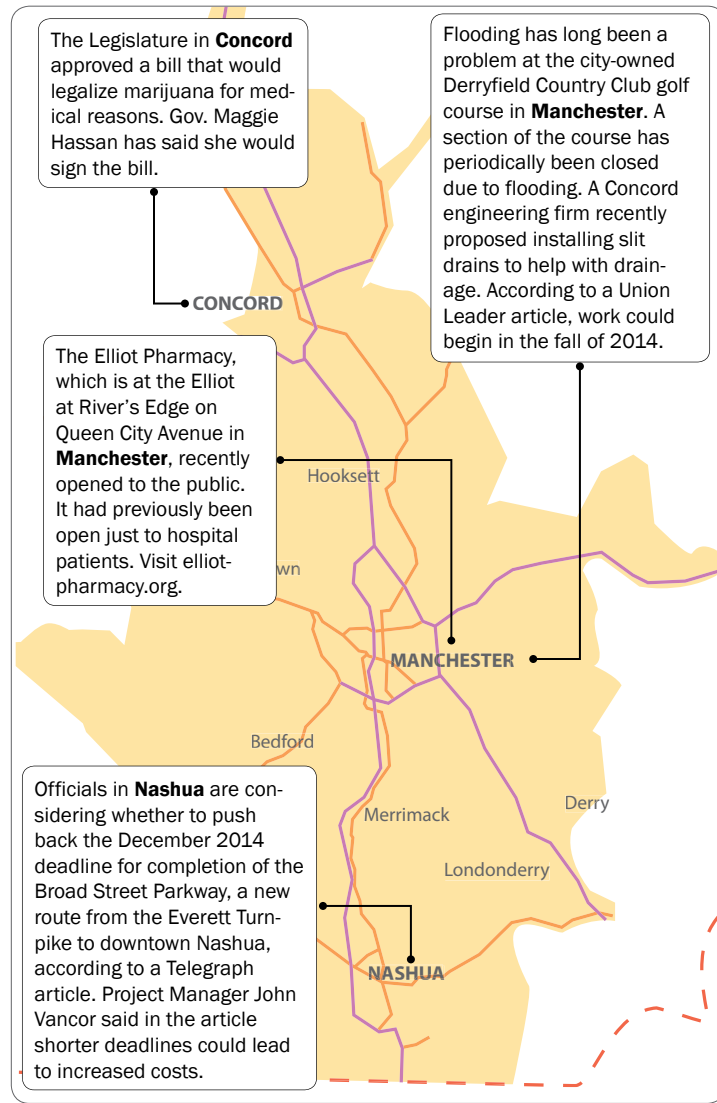 The Legislature in Concord
approved a bill that would
legalize marijuana for med-
ical reasons. Gov. Maggie
Hassan has said she would
sign the bill.
Flooding has long been a
problem at the city-owned
Derryfield Country Club golf
course in Manchester. A
section of the course has
periodically been closed
due to flooding. A Concord
engineering firm recently
proposed installing slit
drains to help with drain-
age. According to a Union
Leader article, work could
begin in the fall of 2014.
CONCORD
The Elliot Pharmacy,
which is at the Elliot
at River's Edge on
Queen City Avenue in
Manchester, recently
opened to the public.
It had previously been
open just to hospital
patients. Visit elliot-
pharmacy.org.
Hooksett
wn
MANCHESTER
Bedford
Merrimack
Derry
Londonderry
Officials in Nashua are con-
sidering whether to push
back the December 2014
deadline for completion of the
Broad Street Parkway, a new
route from the Everett Turn-
pike to downtown Nashua,
according to a Telegraph
article. Project Manager John
Vancor said in the article
shorter deadlines could lead
to increased costs.
NASHUA